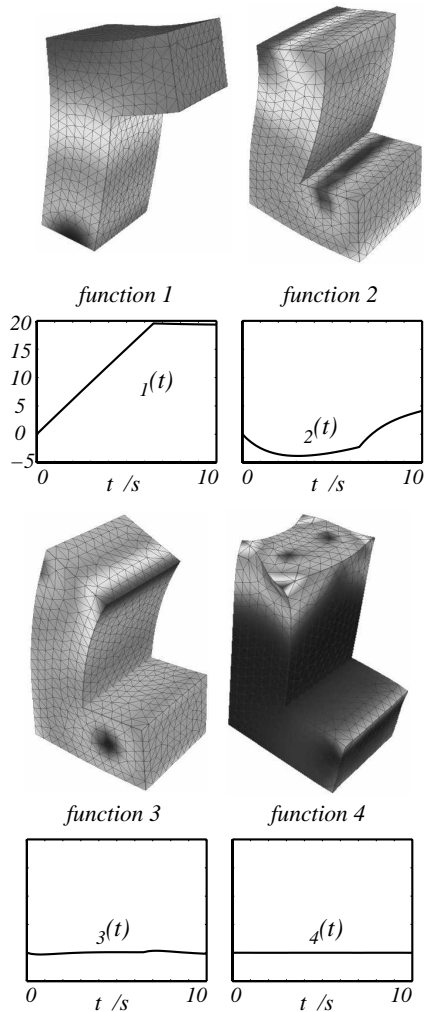 function 1
function 2
20
15
10
5
0
−5
1(t)
2(t)
0
10
t /s
0
10
t /s
function 3
function 4
3(t)
4(t)
0
10
t /s
0
10
t /s